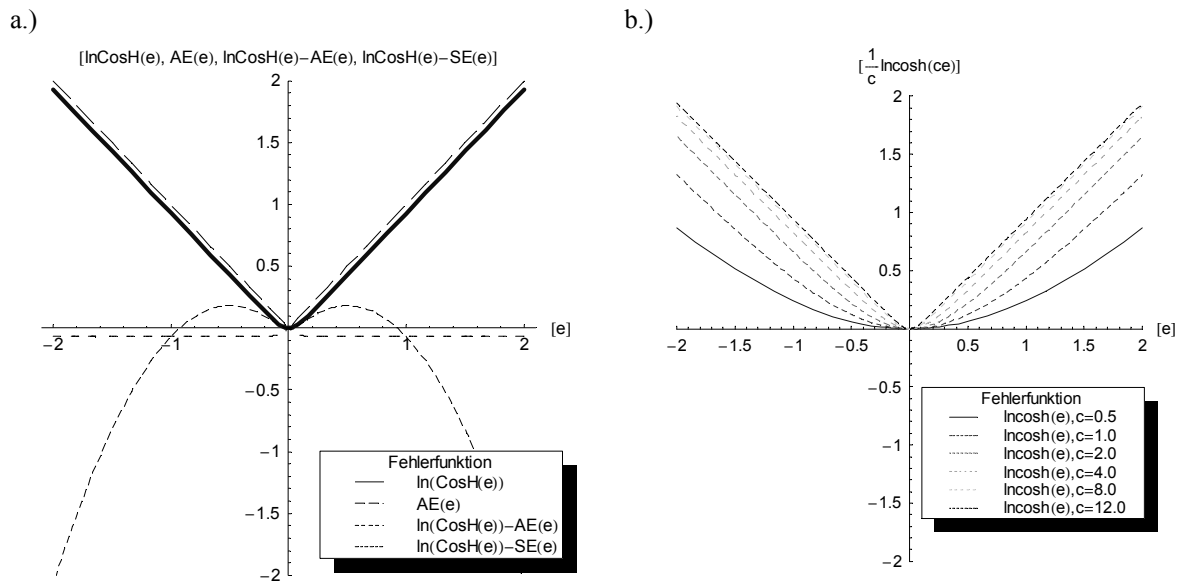 a.)
[lnCosH(e), AE(e), lnCosH(e)−AE(e), lnCosH(e)−SE(e)]
2
1.5
1
0.5
[e]
−2
−1
1
2
−0.5
−1
−1.5
−2
Fehlerfunktion
ln(CosH(e))
AE(e)
ln(CosH(e))−AE(e)
ln(CosH(e))−SE(e)
b.)
[1/c lncosh(ce)]
2
1.5
1
0.5
[e]
−2
−1.5
−1
−0.5
0.5
1
1.5
2
−0.5
−1
−1.5
−2
Fehlerfunktion
lncosh(e),c=0.5
lncosh(e),c=1.0
lncosh(e),c=2.0
lncosh(e),c=4.0
lncosh(e),c=8.0
lncosh(e),c=12.0